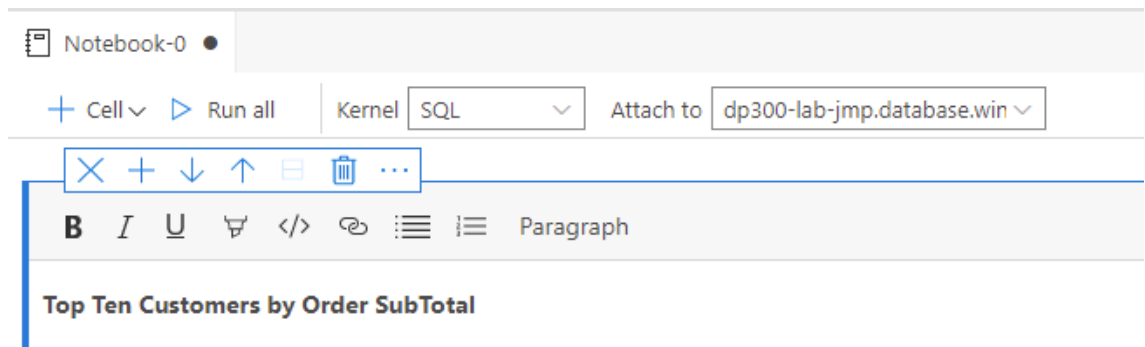 Notebook-0
Cell Run all Kernel SQL Attach to dp300-lab-jmp.database.win
B I U </> Paragraph
Top Ten Customers by Order SubTotal